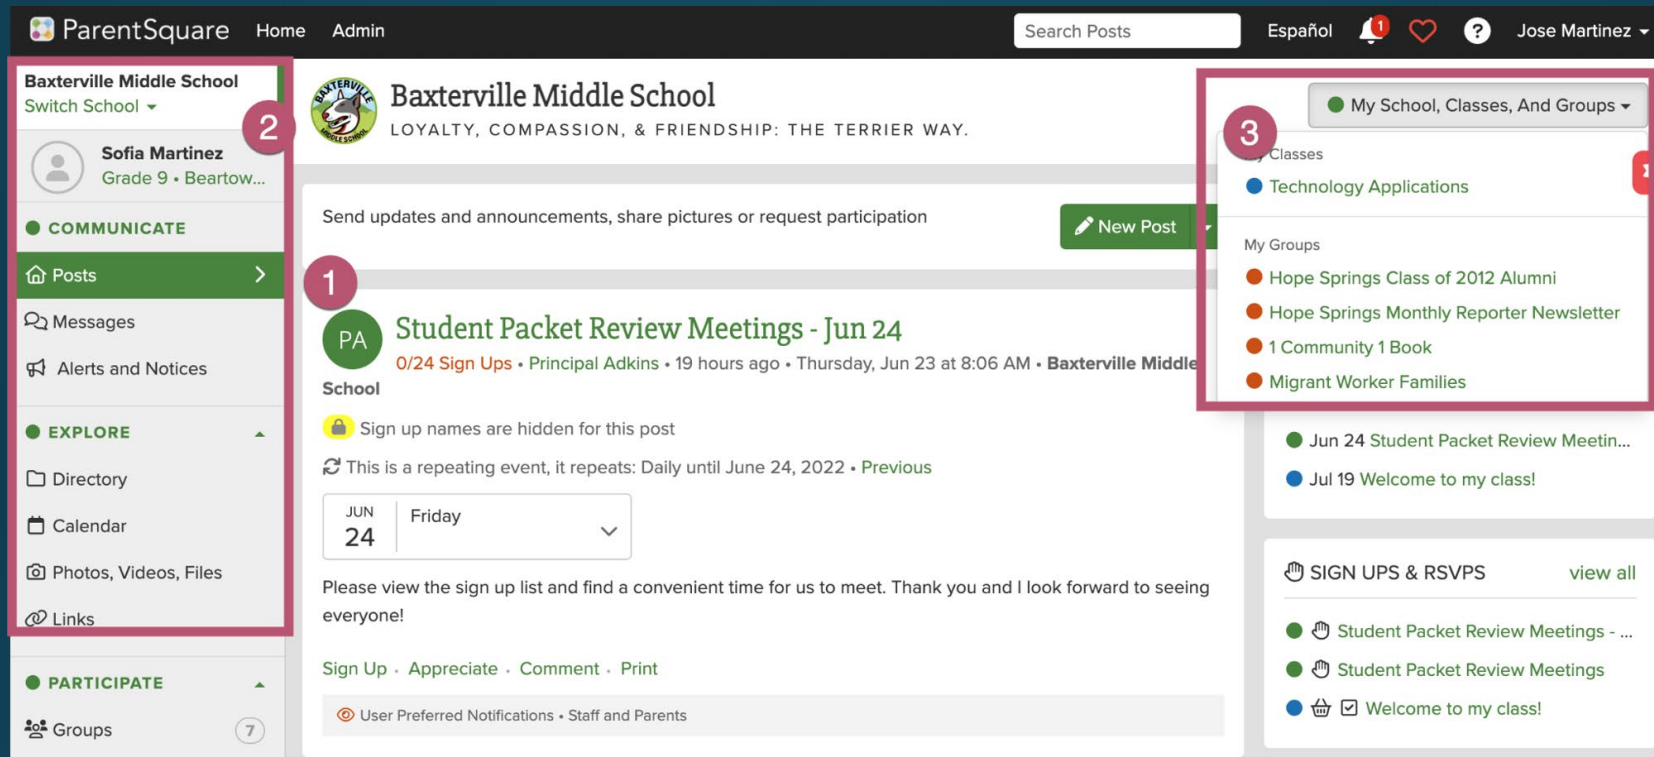 ParentSquare Home Admin Search Posts Español 1 ? Jose Martinez
Baxterville Middle School
Switch School
2
Sofia Martinez
Grade 9 • Beartow...
COMMUNICATE
Posts
Messages
Alerts and Notices
EXPLORE
Directory
Calendar
Photos, Videos, Files
Links
PARTICIPATE
Groups 7
BAXTERVILLE
MIDDLE SCHOOL
Baxterville Middle School
LOYALTY, COMPASSION, & FRIENDSHIP: THE TERRIER WAY.
Send updates and announcements, share pictures or request participation
New Post
1
PA
Student Packet Review Meetings - Jun 24
0/24 Sign Ups • Principal Adkins • 19 hours ago • Thursday, Jun 23 at 8:06 AM • Baxterville Middle
School
Sign up names are hidden for this post
This is a repeating event, it repeats: Daily until June 24, 2022 • Previous
JUN
24
Friday
Please view the sign up list and find a convenient time for us to meet. Thank you and I look forward to seeing
everyone!
Sign Up . Appreciate . Comment . Print
User Preferred Notifications • Staff and Parents
My School, Classes, And Groups
3
My Classes
Technology Applications
My Groups
Hope Springs Class of 2012 Alumni
Hope Springs Monthly Reporter Newsletter
1 Community 1 Book
Migrant Worker Families
Jun 24 Student Packet Review Meetin...
Jul 19 Welcome to my class!
SIGN UPS & RSVPS view all
Student Packet Review Meetings - ...
Student Packet Review Meetings
Welcome to my class!